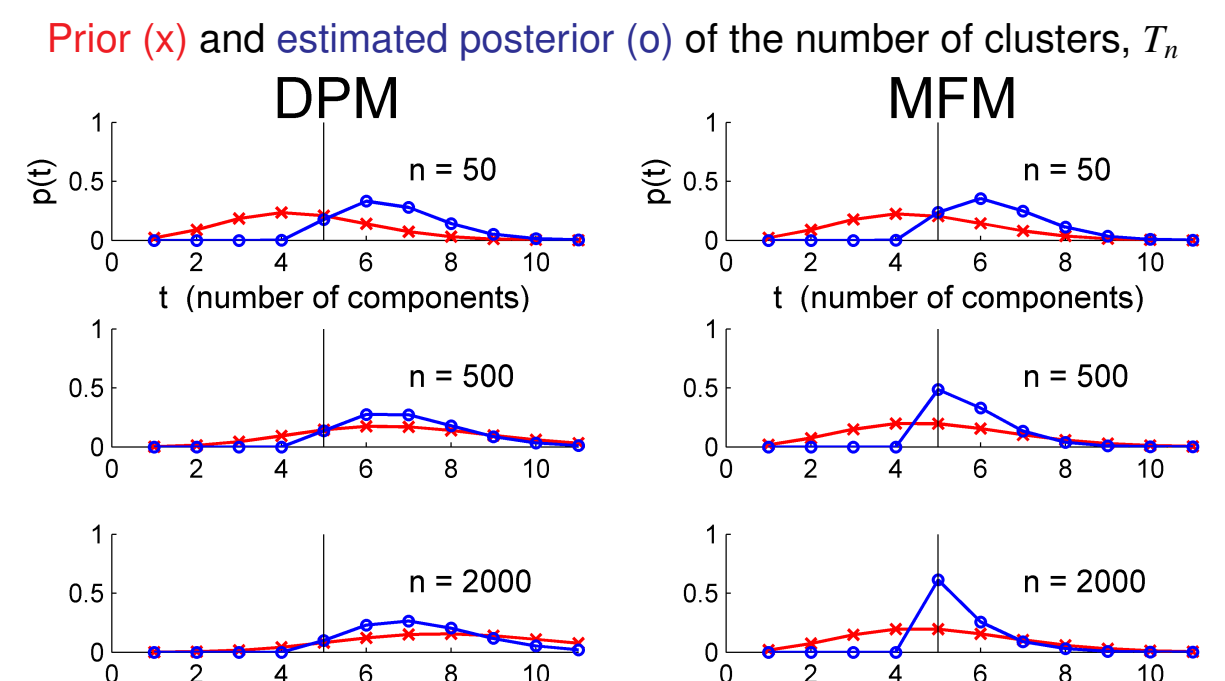 Prior (x) and estimated posterior (o) of the number of clusters, Tₙ
DPM
1
0.5
0
p(t)
n = 50
0 2 4 6 8 10
t (number of components)
MFM
1
0.5
0
p(t)
n = 50
0 2 4 6 8 10
t (number of components)
1
0.5
0
n = 500
0 2 4 6 8 10
1
0.5
0
n = 500
0 2 4 6 8 10
1
0.5
0
n = 2000
0 2 4 6 8 10
1
0.5
0
n = 2000
0 2 4 6 8 10